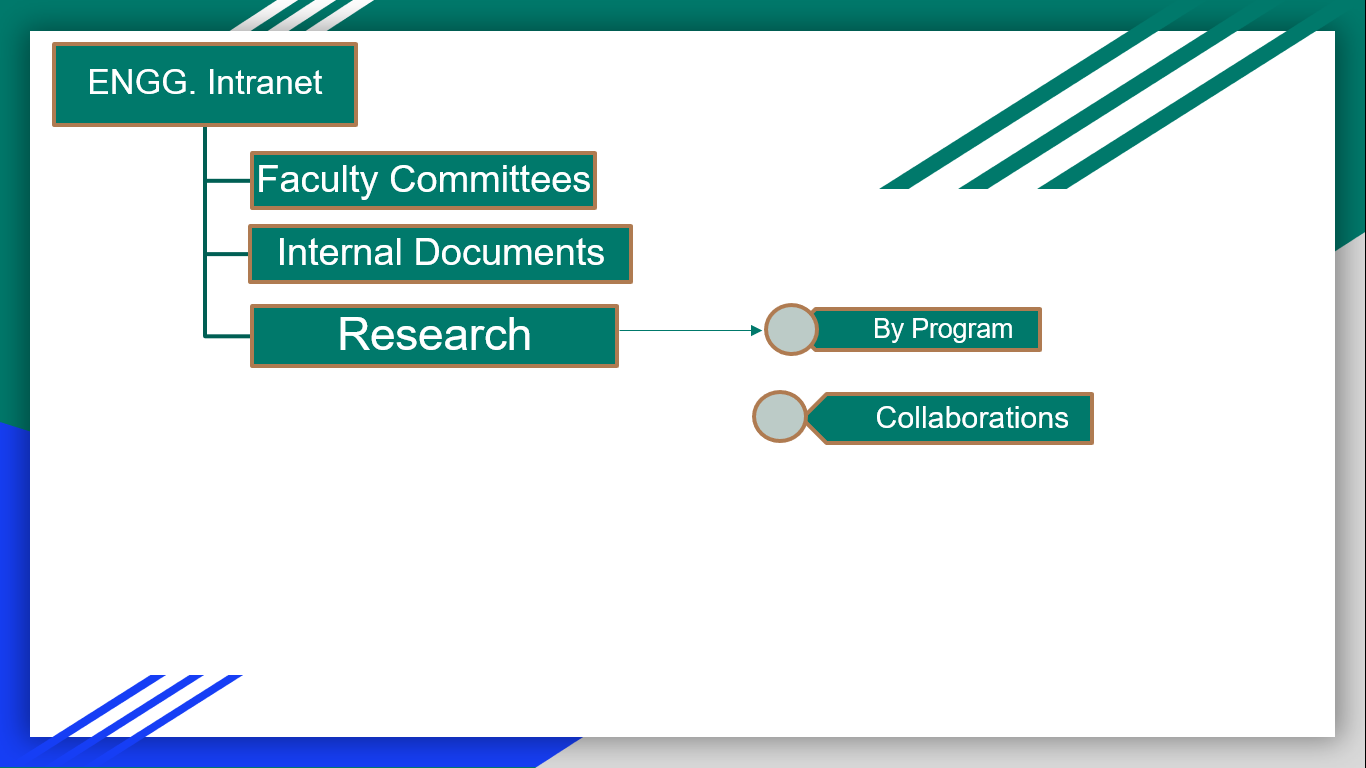 ENGG. Intranet
Faculty Committees
Internal Documents
Research
By Program
Collaborations